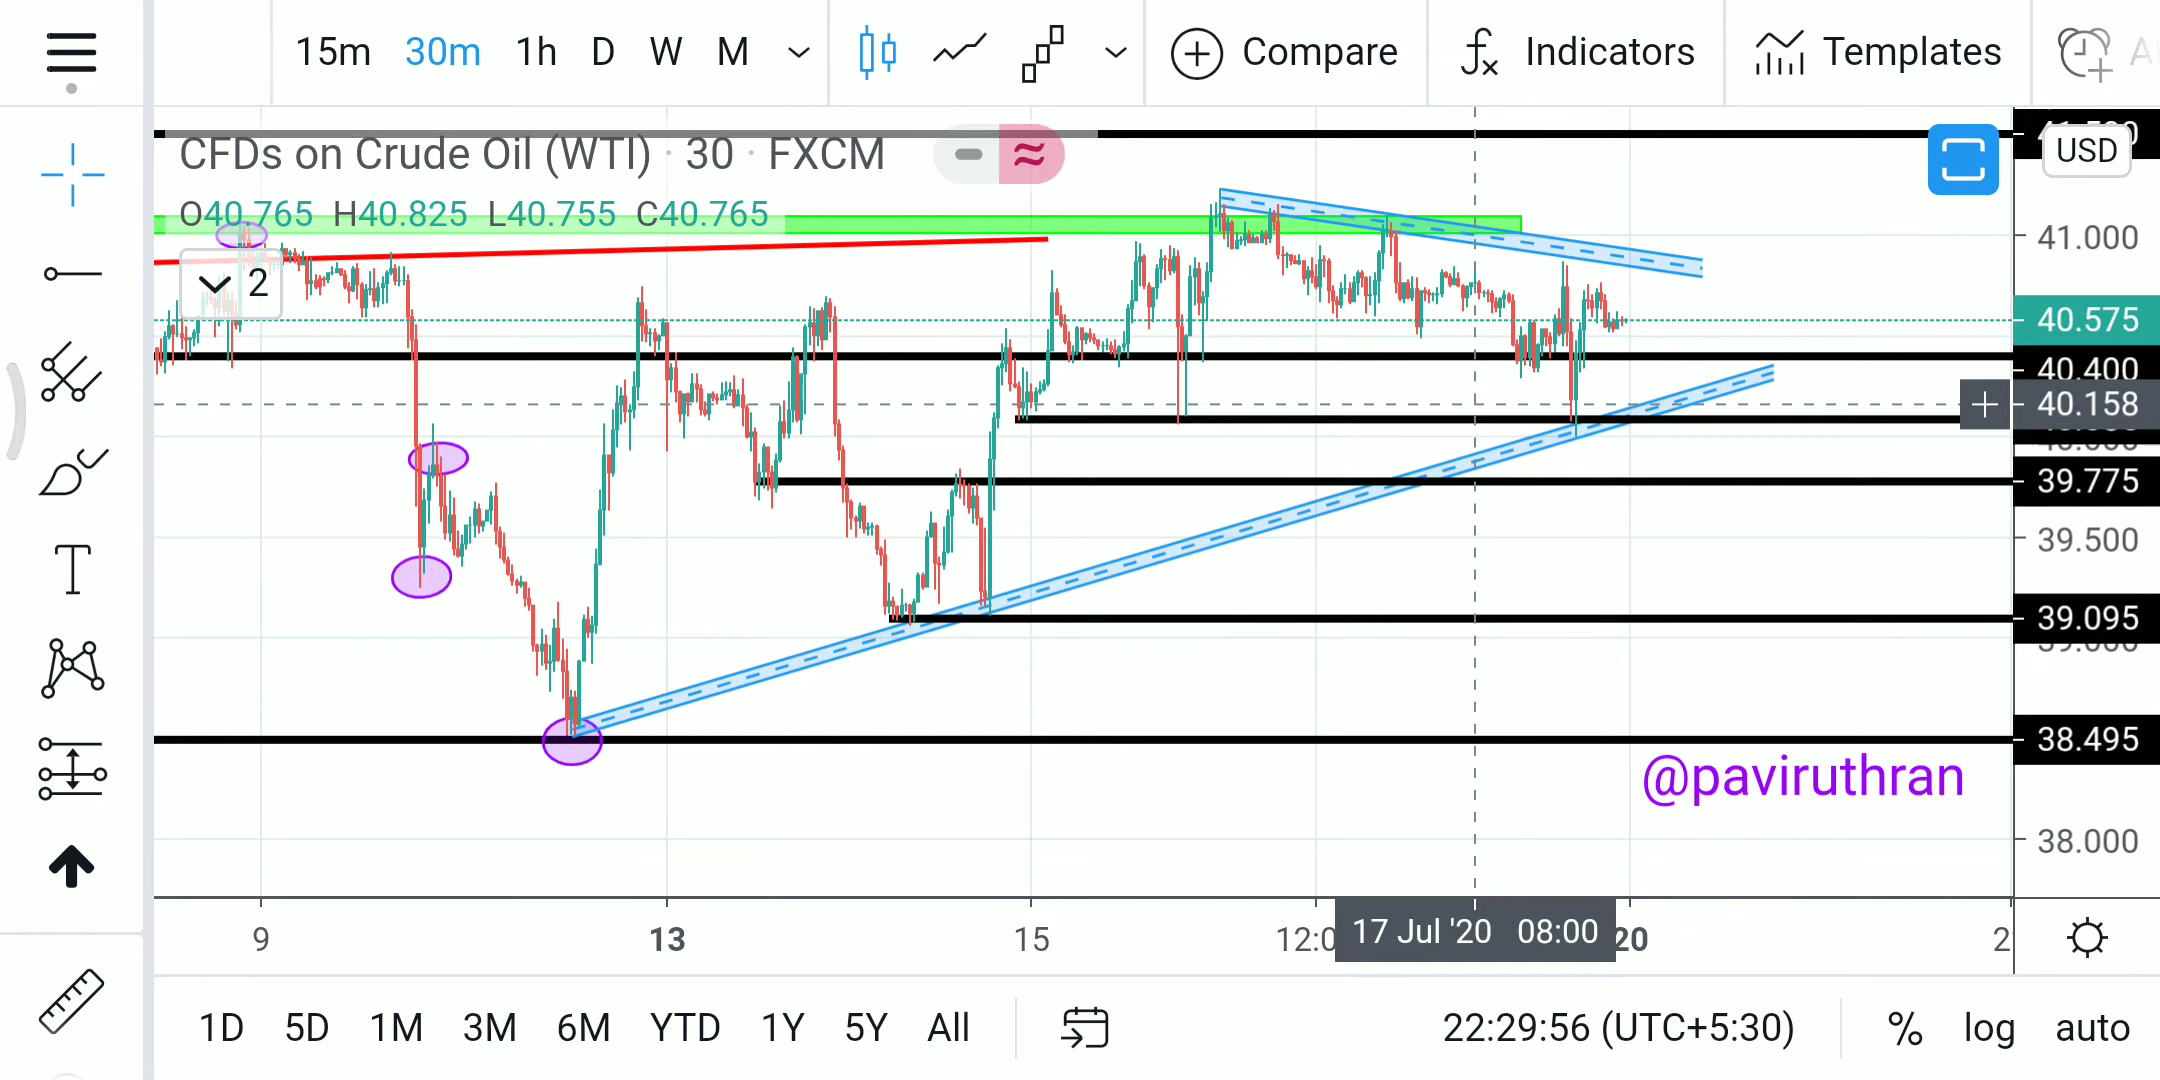 15m 30m 1h D W M Compare Indicators Templates
CFDs on Crude Oil (WTI) · 30 · FXCM
USD
O40.765 H40.825 L40.755 C40.765
41.000
2
40.575
40.400
40.158
39.775
39.500
39.095
38.495
@paviruthran
38.000
9 13 15 17 Jul '20 08:00 20
1D 5D 1M 3M 6M YTD 1Y 5Y All 22:29:56 (UTC+5:30) % log auto